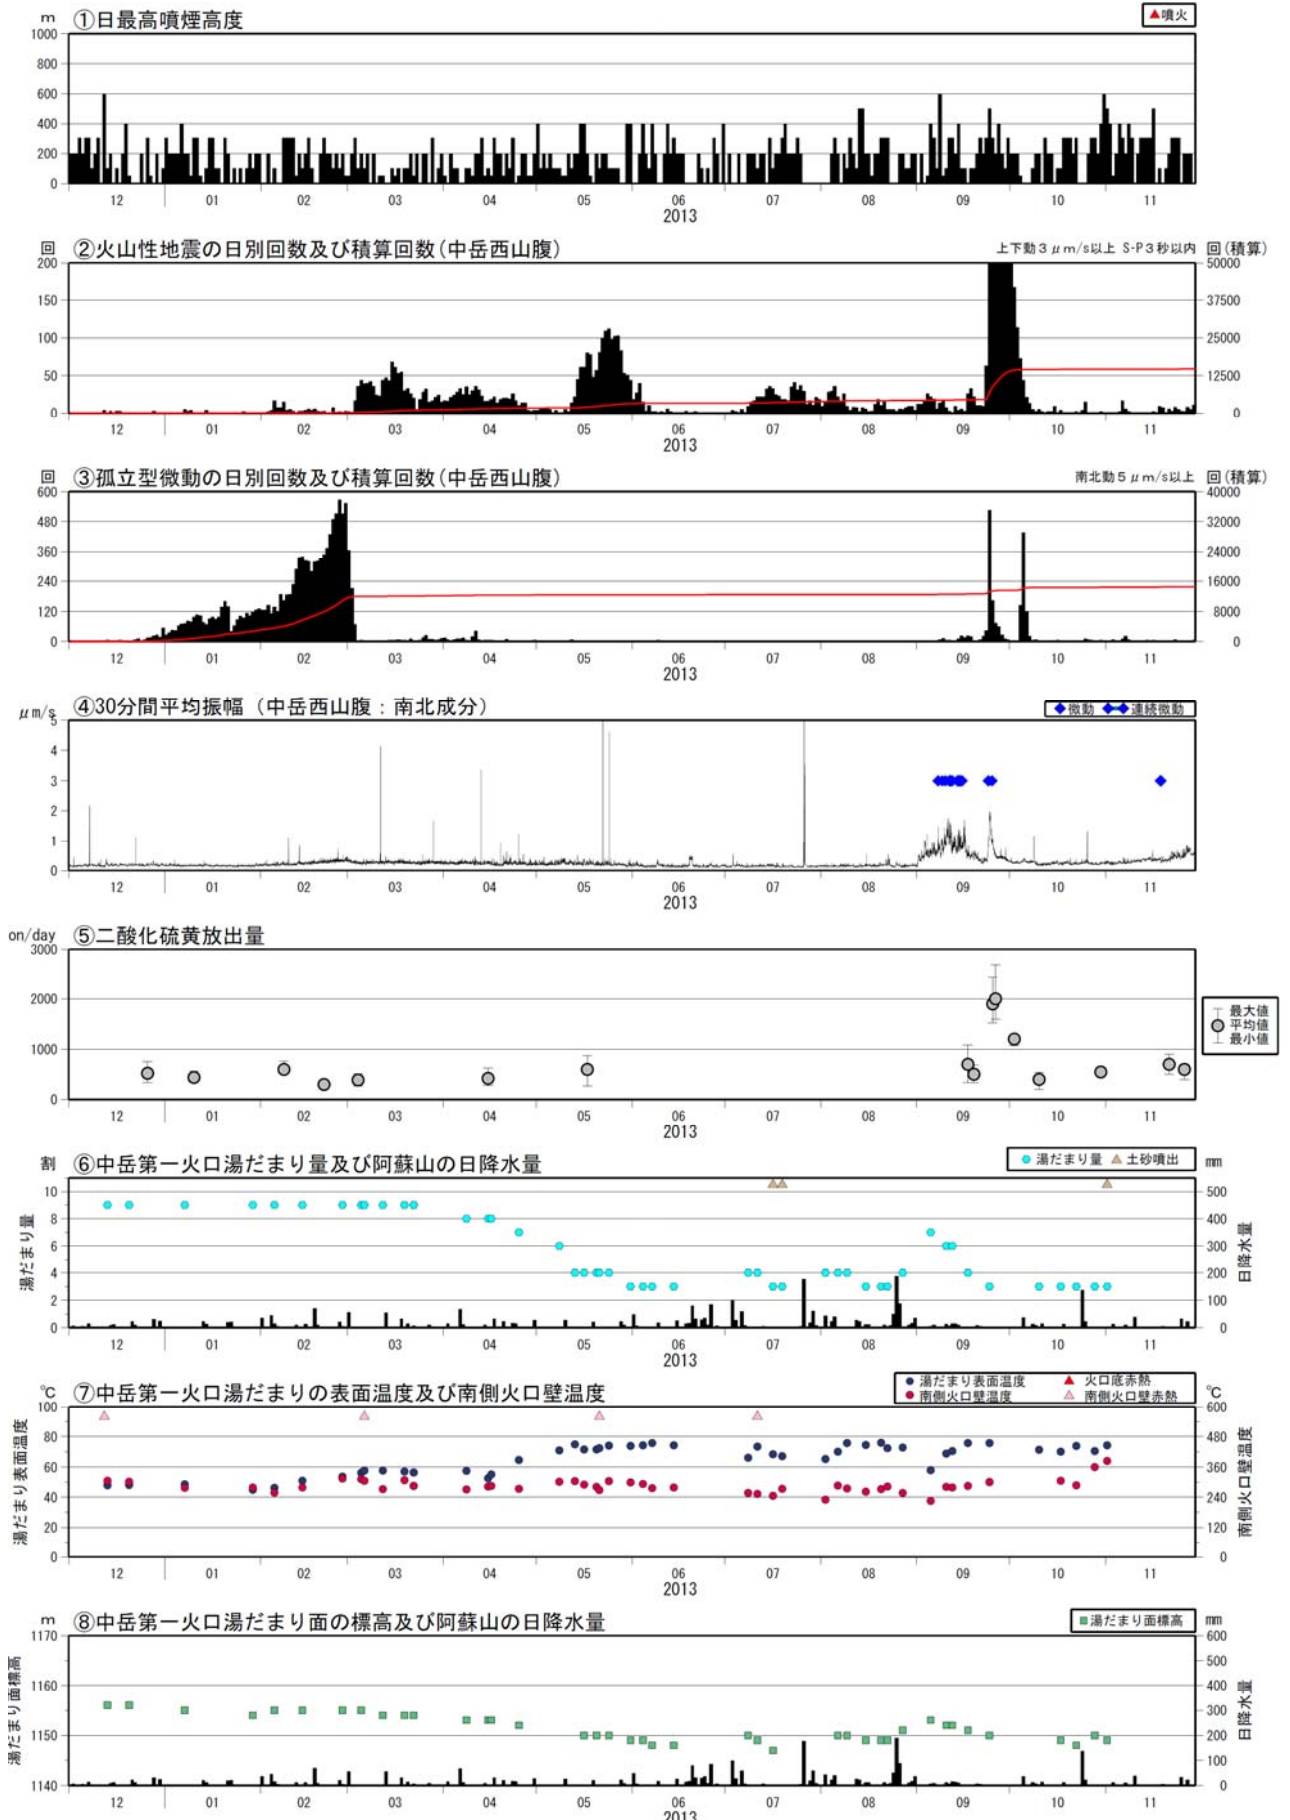 m ①日最高噴煙高度 ▲噴火
1000
800
600
400
200
0
12 01 02 03 04 05 06 07 08 09 10 11
2013
回 ②火山性地震の日別回数及び積算回数(中岳西山腹) 上下動3μm/s以上 S-P3秒以内 回(積算)
200 50000
150 37500
100 25000
50 12500
0 0
12 01 02 03 04 05 06 07 08 09 10 11
2013
回 ③孤立型微動の日別回数及び積算回数(中岳西山腹) 南北動5μm/s以上 回(積算)
600 40000
480 32000
360 24000
240 16000
120 8000
0 0
12 01 02 03 04 05 06 07 08 09 10 11
2013
μm/s ④30分間平均振幅(中岳西山腹:南北成分) ◆微動 ◆◆連続微動
5
4
3
2
1
0
12 01 02 03 04 05 06 07 08 09 10 11
2013
on/day ⑤二酸化硫黄放出量
3000
2000
1000
0
最大値
平均値
最小値
12 01 02 03 04 05 06 07 08 09 10 11
2013
割 ⑥中岳第一火口湯だまり量及び阿蘇山の日降水量 湯だまり量 ▲土砂噴出 mm
湯だまり量
10 500
8 400
6 300
4 200
2 100
0 0
日降水量
12 01 02 03 04 05 06 07 08 09 10 11
2013
℃ ⑦中岳第一火口湯だまりの表面温度及び南側火口壁温度 ●湯だまり表面温度 ▲火口底赤熱 ℃
●南側火口壁温度 ▲南側火口壁赤熱
湯だまり表面温度
100 600
80 480
60 360
40 240
20 120
0 0
南側火口壁温度
12 01 02 03 04 05 06 07 08 09 10 11
2013
m ⑧中岳第一火口湯だまり面の標高及び阿蘇山の日降水量 ■湯だまり面標高 mm
湯だまり面標高
1170 600
500
1160 400
300
1150 200
100
1140 0
日降水量
12 01 02 03 04 05 06 07 08 09 10 11
2013